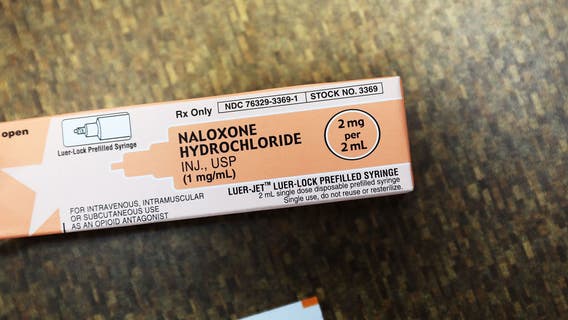 open
Luer-Lock Prefilled Syringe
Rx Only NDC 76329-3369-1 STOCK NO. 3369
NALOXONE
HYDROCHLORIDE
INJ., USP
(1 mg/mL)
2 mg
per
2 mL
LUER-JET™ LUER-LOCK PREFILLED SYRINGE
2 mL single dose disposable prefilled syringe
Single use, do not reuse or resterilize.
FOR INTRAVENOUS, INTRAMUSCULAR
OR SUBCUTANEOUS USE
AS AN OPIOID ANTAGONIST